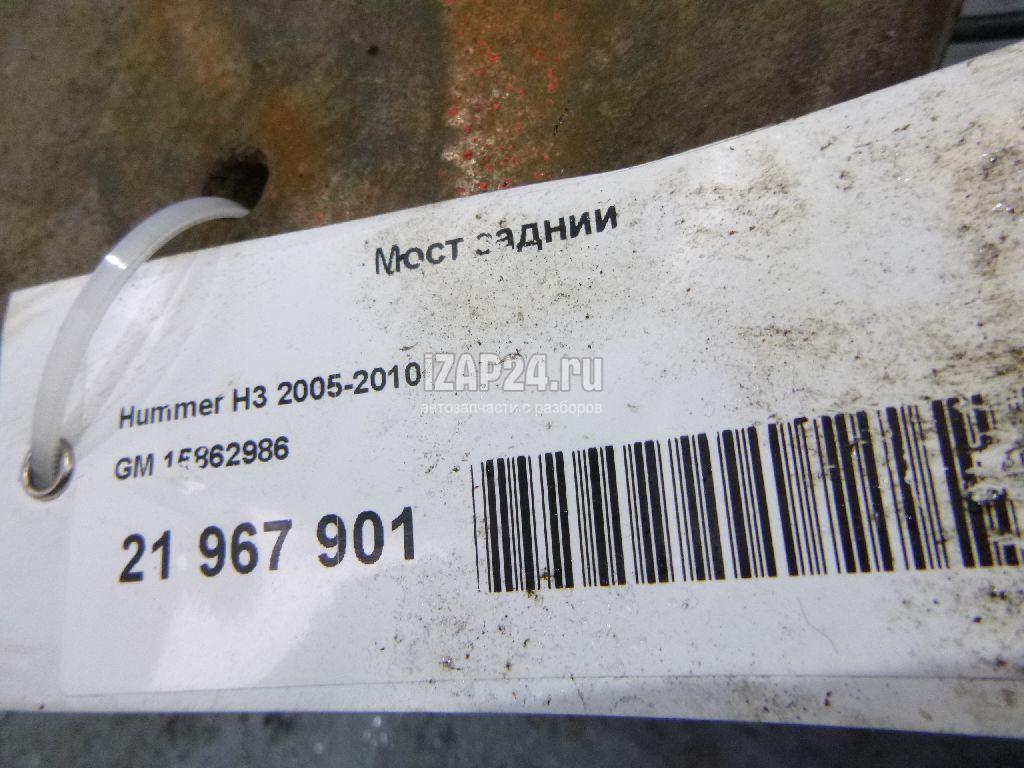 Мост задний
iZAP24.ru
автозапчасти с разборов
Hummer H3 2005-2010
GM 15862986
21 967 901